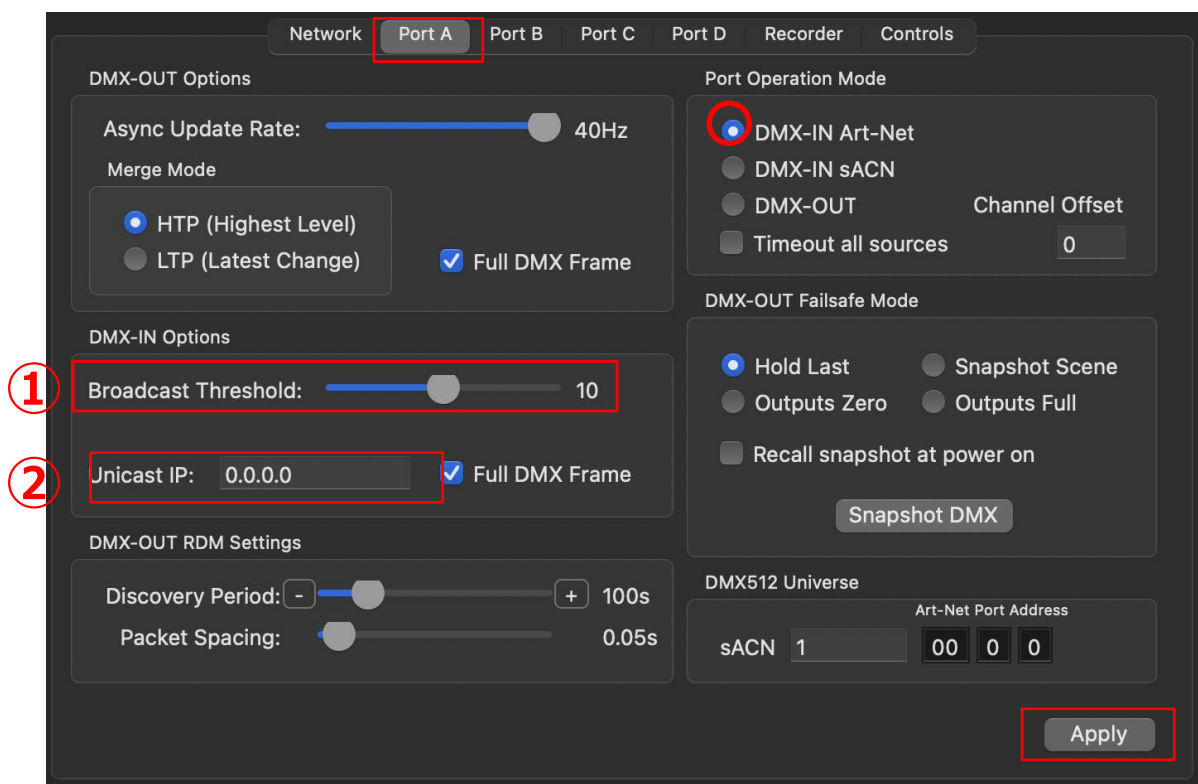 Network Port A Port B Port C Port D Recorder Controls
DMX-OUT Options
Async Update Rate: 40Hz
Merge Mode
HTP (Highest Level)
LTP (Latest Change)
Full DMX Frame
DMX-IN Options
① Broadcast Threshold: 10
② Unicast IP: 0.0.0.0 Full DMX Frame
DMX-OUT RDM Settings
Discovery Period: - + 100s
Packet Spacing: 0.05s
Port Operation Mode
DMX-IN Art-Net
DMX-IN sACN
DMX-OUT Channel Offset
Timeout all sources 0
DMX-OUT Failsafe Mode
Hold Last Snapshot Scene
Outputs Zero Outputs Full
Recall snapshot at power on
Snapshot DMX
DMX512 Universe
Art-Net Port Address
sACN 1 00 0 0
Apply